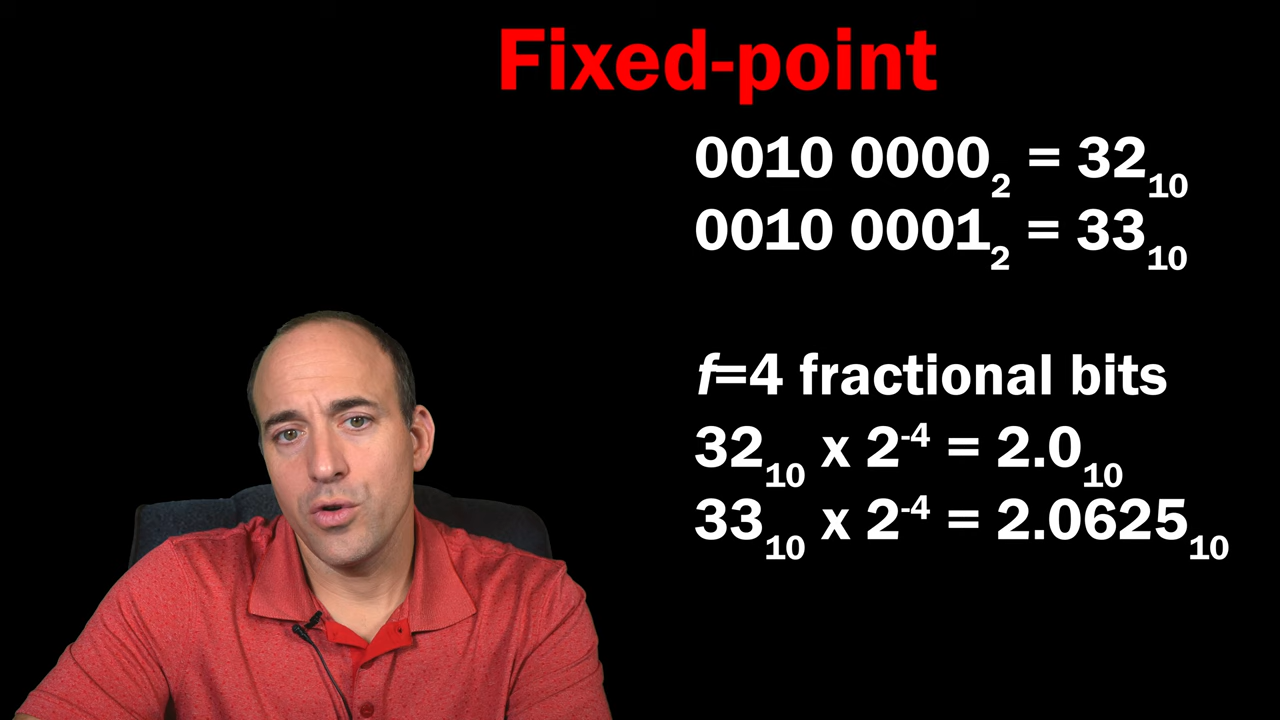 Fixed-point
0010 0000₂ = 32₁₀
0010 0001₂ = 33₁₀
f=4 fractional bits
32₁₀ x 2⁻⁴ = 2.0₁₀
33₁₀ x 2⁻⁴ = 2.0625₁₀